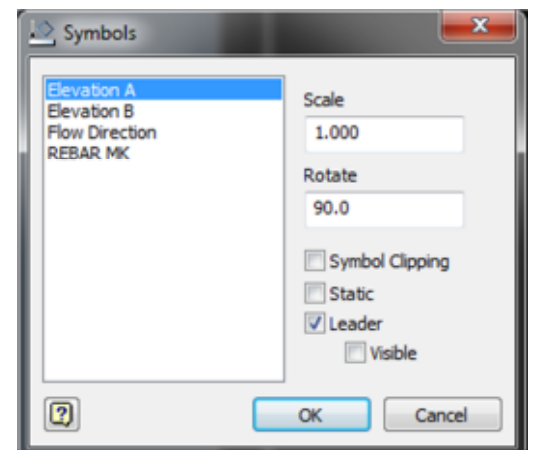 Symbols
Elevation A
Elevation B
Flow Direction
REBAR MK
Scale
1.000
Rotate
90.0
Symbol Clipping
Static
Leader
Visible
?
OK
Cancel